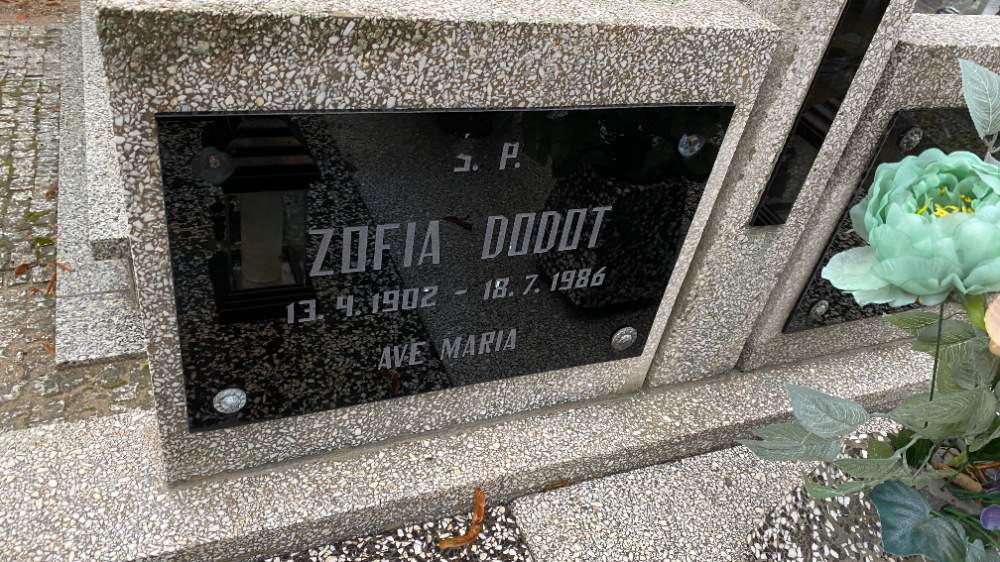 Ś. P.
ZOFIA DODOT
13. 4. 1902 - 18. 7. 1986
AVE MARIA